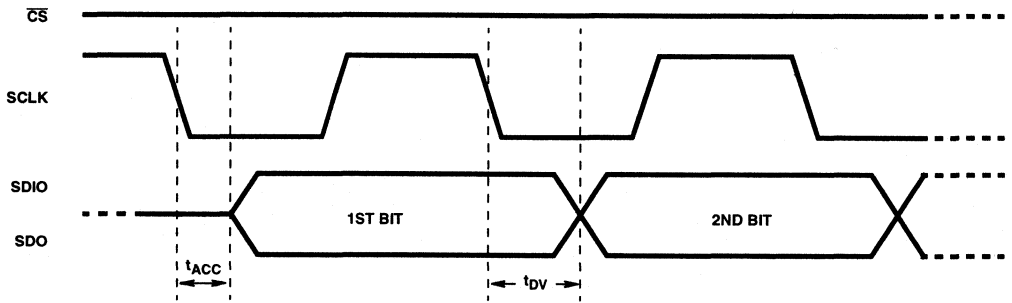 CS
SCLK
SDIO
1ST BIT
2ND BIT
SDO
tACC
tDV